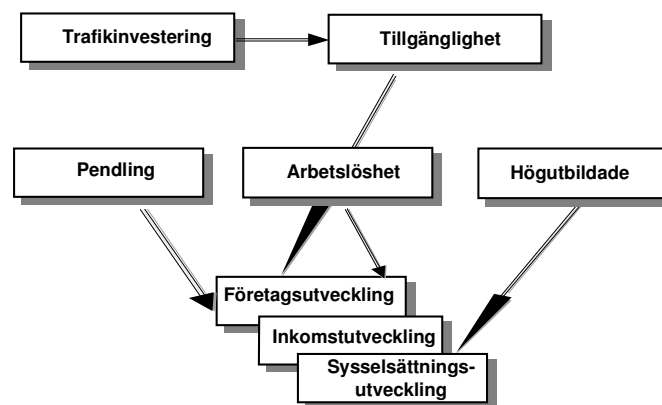 Trafikinvestering
Tillgänglighet
Pendling
Arbetslöshet
Högutbildade
Företagsutveckling
Inkomstutveckling
Sysselsättnings-
utveckling